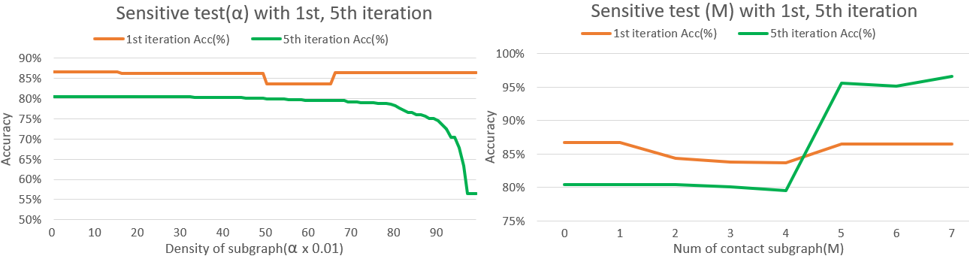 Sensitive test(α) with 1st, 5th iteration
1st iteration Acc(%) 5th iteration Acc(%)
90%
85%
80%
75%
70%
65%
60%
55%
50%
Accuracy
0 10 20 30 40 50 60 70 80 90
Density of subgraph(α x 0.01)
Sensitive test (M) with 1st, 5th iteration
1st iteration Acc(%) 5th iteration Acc(%)
100%
95%
90%
85%
80%
75%
Accuracy
0 1 2 3 4 5 6 7
Num of contact subgraph(M)